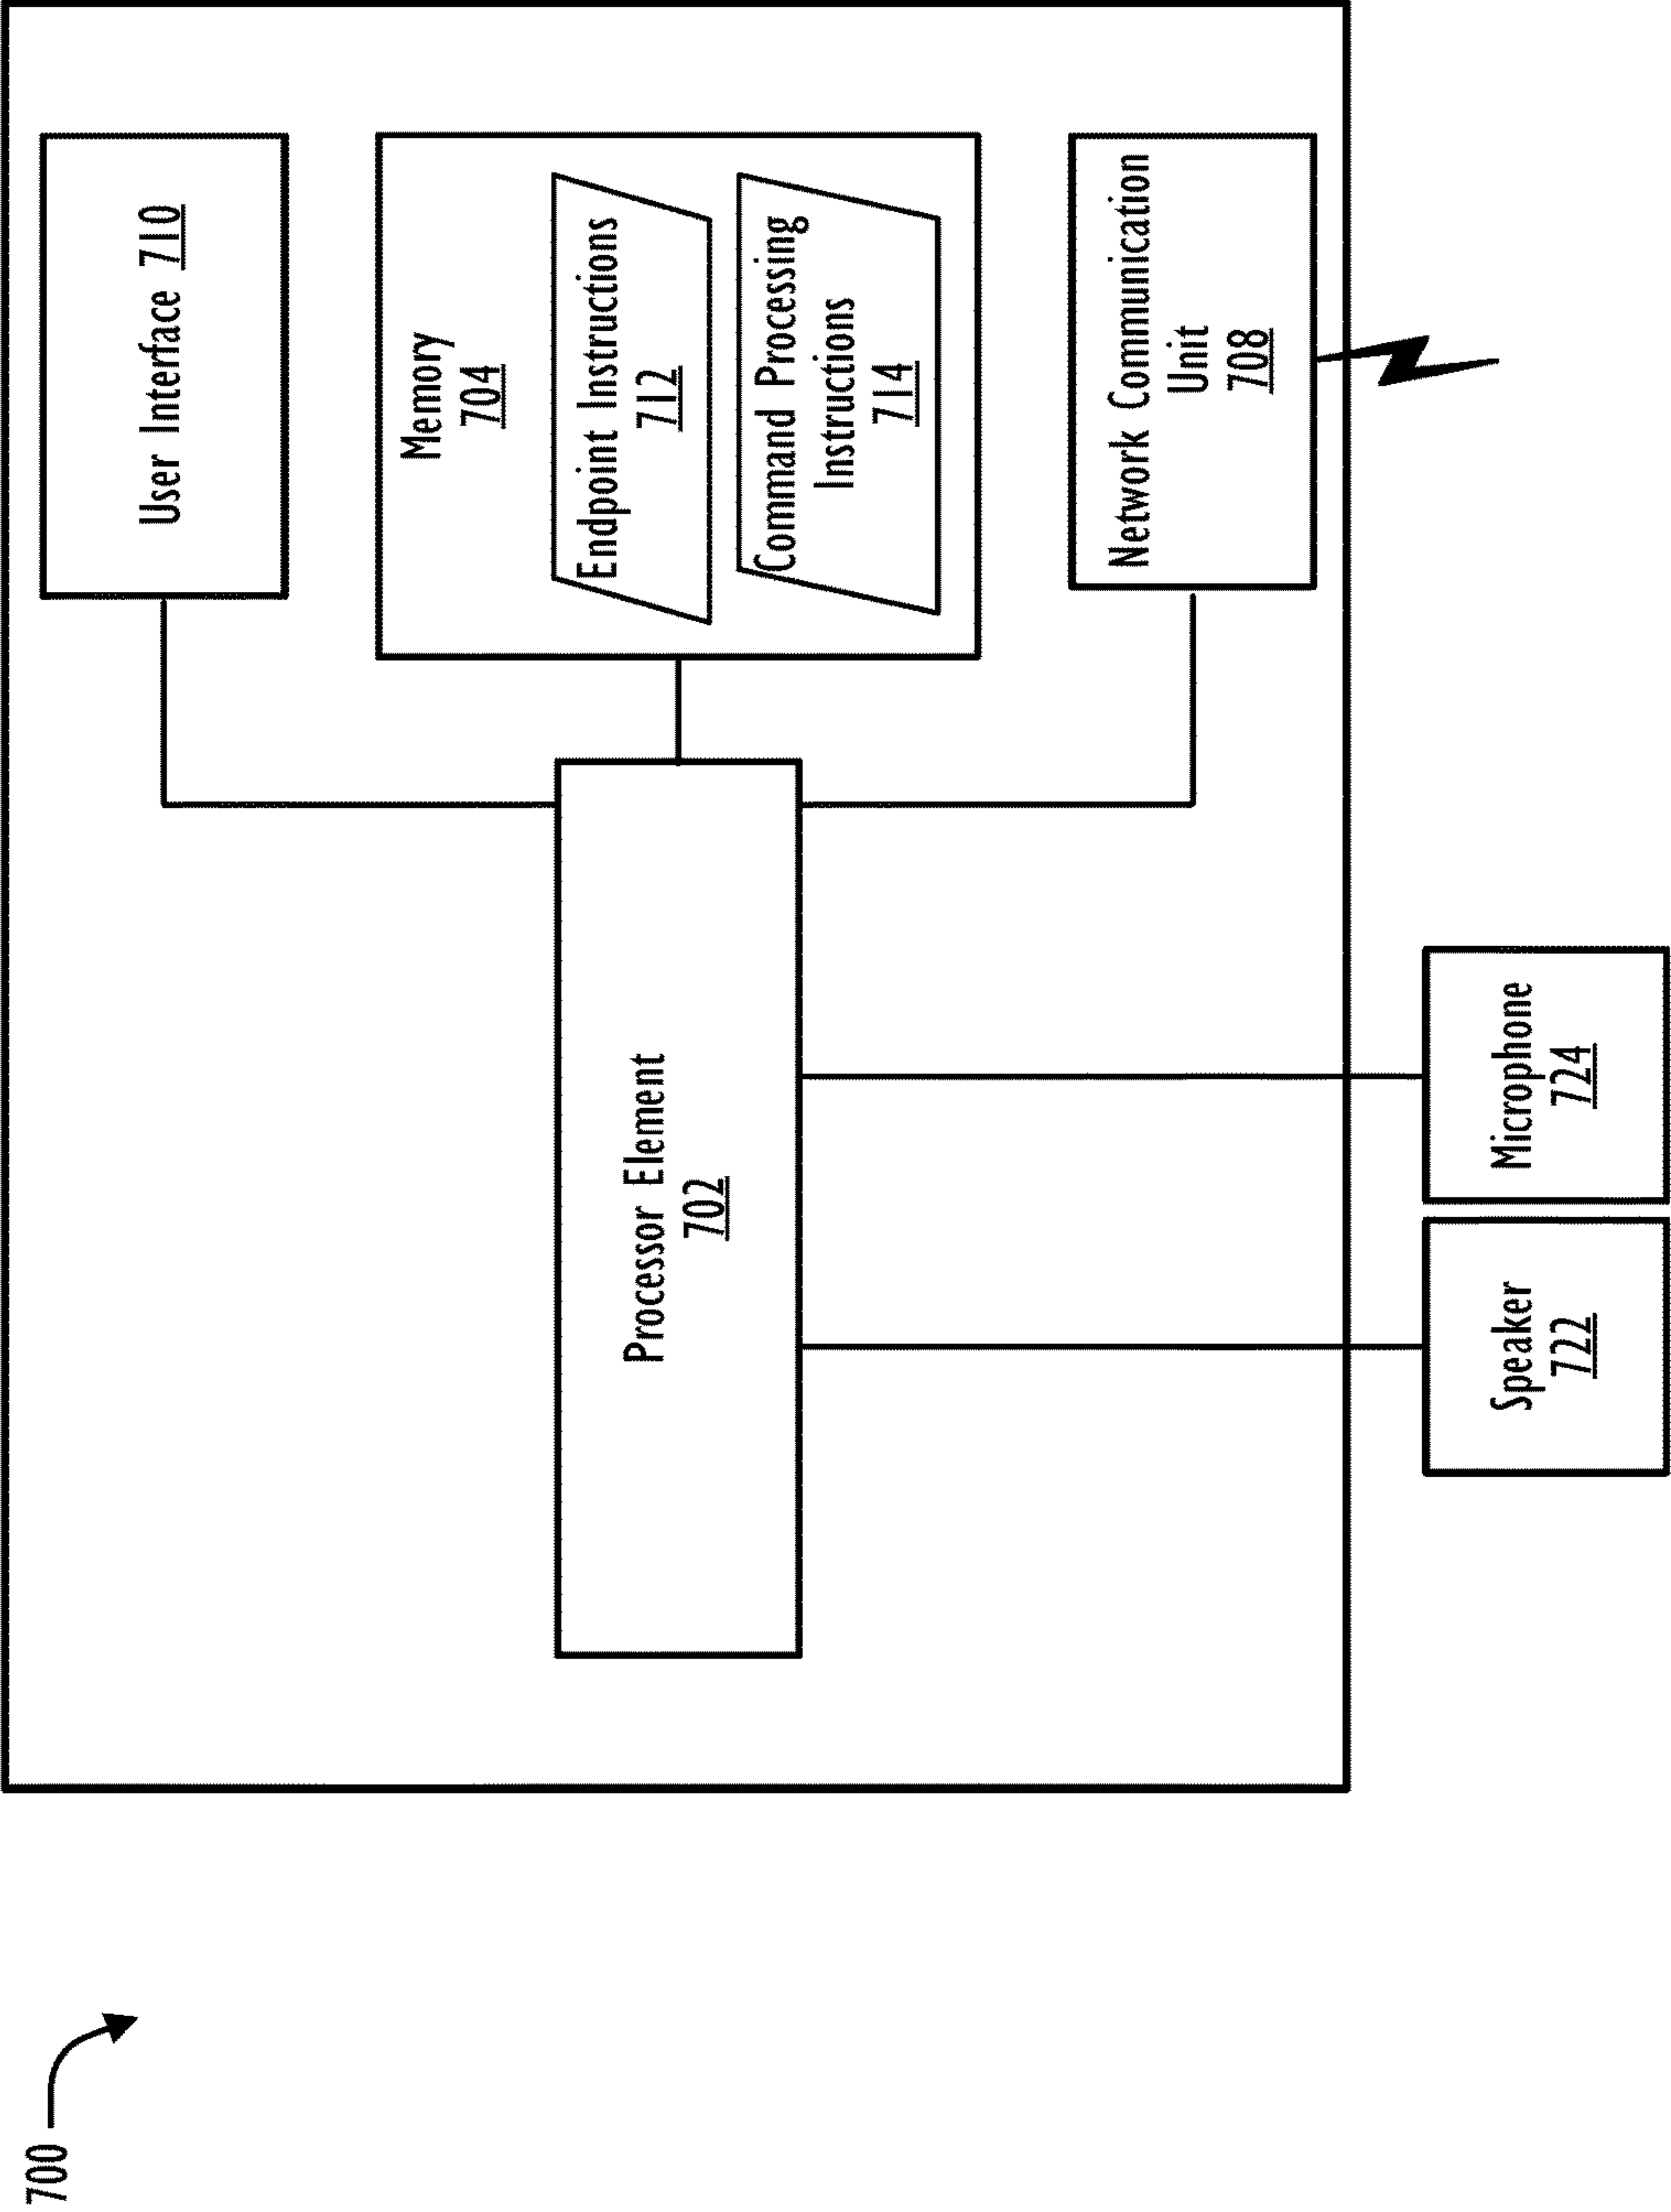 700
User Interface 710
Memory
704
Endpoint Instructions
712
Command Processing
Instructions
714
Processor Element
702
Network Communication
Unit
708
Speaker
722
Microphone
724